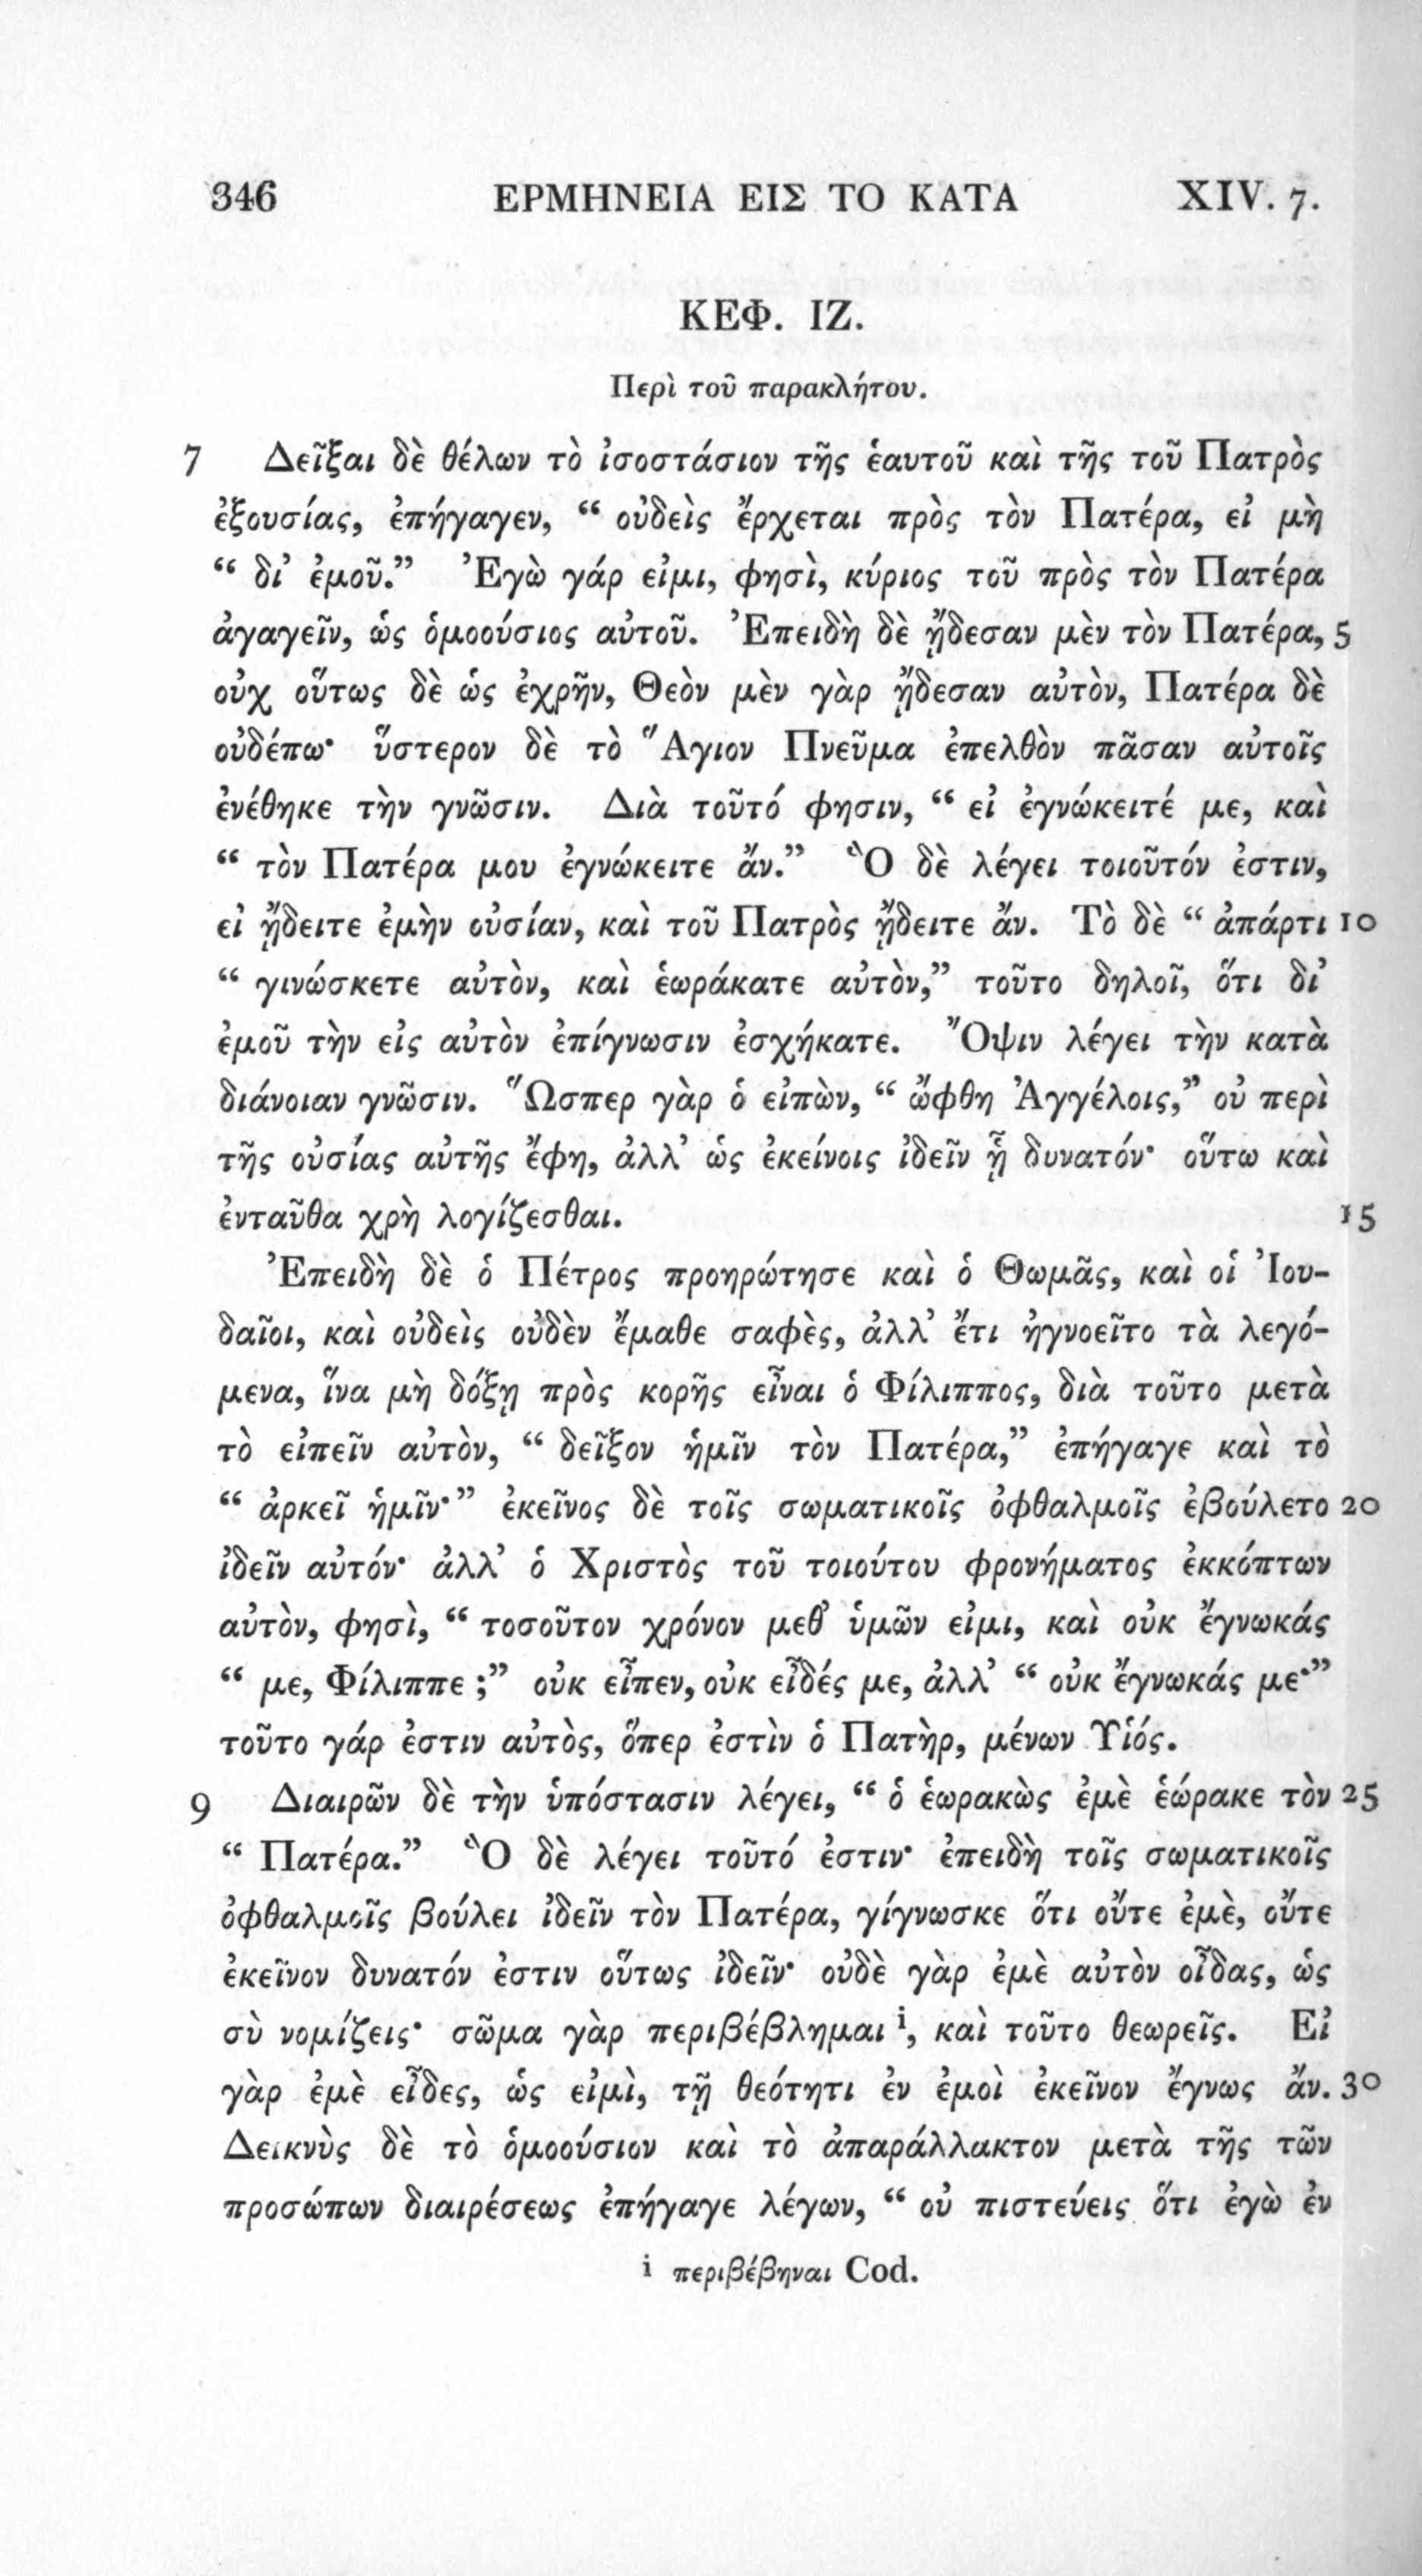 346 ΕΡΜΗΝΕΙΑ ΕΙΣ ΤΟ ΚΑΤΑ XIV. 7.
ΚΕΦ. ΙΖ.
Περὶ τοῦ παρακλήτου.
7 Δεῖξαι δὲ θέλων τὸ ἰσοστάσιον τῆς ἑαυτοῦ καὶ τῆς τοῦ Πατρὸς
ἐξουσίας, ἐπήγαγεν, “ οὐδεὶς ἔρχεται πρὸς τὸν Πατέρα, εἰ μὴ
“ δι’ ἐμοῦ.” Ἐγὼ γάρ εἰμι, φησὶ, κύριος τοῦ πρὸς τὸν Πατέρα
ἀγαγεῖν, ὡς ὁμοούσιος αὐτοῦ. Ἐπειδὴ δὲ ᾔδεσαν μὲν τὸν Πατέρα, 5
οὐχ οὕτως δὲ ὡς ἐχρῆν, Θεὸν μὲν γὰρ ᾔδεσαν αὐτὸν, Πατέρα δὲ
οὐδέπω· ὕστερον δὲ τὸ Ἅγιον Πνεῦμα ἐπελθὸν πᾶσαν αὐτοῖς
ἐνέθηκε τὴν γνῶσιν. Διὰ τοῦτό φησιν, “ εἰ ἐγνώκειτέ με, καὶ
“ τὸν Πατέρα μου ἐγνώκειτε ἄν.” Ὃ δὲ λέγει τοιοῦτόν ἐστιν,
εἰ ᾔδειτε ἐμὴν οὐσίαν, καὶ τοῦ Πατρὸς ᾔδειτε ἄν. Τὸ δὲ “ ἀπάρτι 10
“ γινώσκετε αὐτὸν, καὶ ἑωράκατε αὐτὸν,” τοῦτο δηλοῖ, ὅτι δι’
ἐμοῦ τὴν εἰς αὐτὸν ἐπίγνωσιν ἐσχήκατε. Ὄψιν λέγει τὴν κατὰ
διάνοιαν γνῶσιν. Ὥσπερ γὰρ ὁ εἰπὼν, “ ὤφθη Ἀγγέλοις,” οὐ περὶ
τῆς οὐσίας αὐτῆς ἔφη, ἀλλ’ ὡς ἐκείνοις ἰδεῖν ᾖ δυνατόν· οὕτω καὶ
ἐνταῦθα χρὴ λογίζεσθαι. 15
Ἐπειδὴ δὲ ὁ Πέτρος προηρώτησε καὶ ὁ Θωμᾶς, καὶ οἱ Ἰου-
δαῖοι, καὶ οὐδεὶς οὐδὲν ἔμαθε σαφὲς, ἀλλ’ ἔτι ἠγνοεῖτο τὰ λεγό-
μενα, ἵνα μὴ δόξῃ πρὸς κορῆς εἶναι ὁ Φίλιππος, διὰ τοῦτο μετὰ
τὸ εἰπεῖν αὐτὸν, “ δεῖξον ἡμῖν τὸν Πατέρα,” ἐπήγαγε καὶ τὸ
“ ἀρκεῖ ἡμῖν·” ἐκεῖνος δὲ τοῖς σωματικοῖς ὀφθαλμοῖς ἐβούλετο 20
ἰδεῖν αὐτόν· ἀλλ’ ὁ Χριστὸς τοῦ τοιούτου φρονήματος ἐκκόπτων
αὐτὸν, φησὶ, “ τοσοῦτον χρόνον μεθ’ ὑμῶν εἰμι, καὶ οὐκ ἔγνωκάς
“ με, Φίλιππε ;” οὐκ εἶπεν, οὐκ εἶδές με, ἀλλ’ “ οὐκ ἔγνωκάς με·”
τοῦτο γάρ ἐστιν αὐτὸς, ὅπερ ἐστὶν ὁ Πατὴρ, μένων Υἱός.
9 Διαιρῶν δὲ τὴν ὑπόστασιν λέγει, “ ὁ ἑωρακὼς ἐμὲ ἑώρακε τὸν 25
“ Πατέρα.” Ὃ δὲ λέγει τοῦτό ἐστιν· ἐπειδὴ τοῖς σωματικοῖς
ὀφθαλμοῖς βούλει ἰδεῖν τὸν Πατέρα, γίγνωσκε ὅτι οὔτε ἐμὲ, οὔτε
ἐκεῖνον δυνατόν ἐστιν οὕτως ἰδεῖν· οὐδὲ γὰρ ἐμὲ αὐτὸν οἶδας, ὡς
σὺ νομίζεις· σῶμα γὰρ περιβέβλημαι i, καὶ τοῦτο θεωρεῖς. Εἰ
γὰρ ἐμὲ εἶδες, ὡς εἰμὶ, τῇ θεότητι ἐν ἐμοὶ ἐκεῖνον ἔγνως ἄν. 30
Δεικνὺς δὲ τὸ ὁμοούσιον καὶ τὸ ἀπαράλλακτον μετὰ τῆς τῶν
προσώπων διαιρέσεως ἐπήγαγε λέγων, “ οὐ πιστεύεις ὅτι ἐγὼ ἐν
i περιβέβηναι Cod.